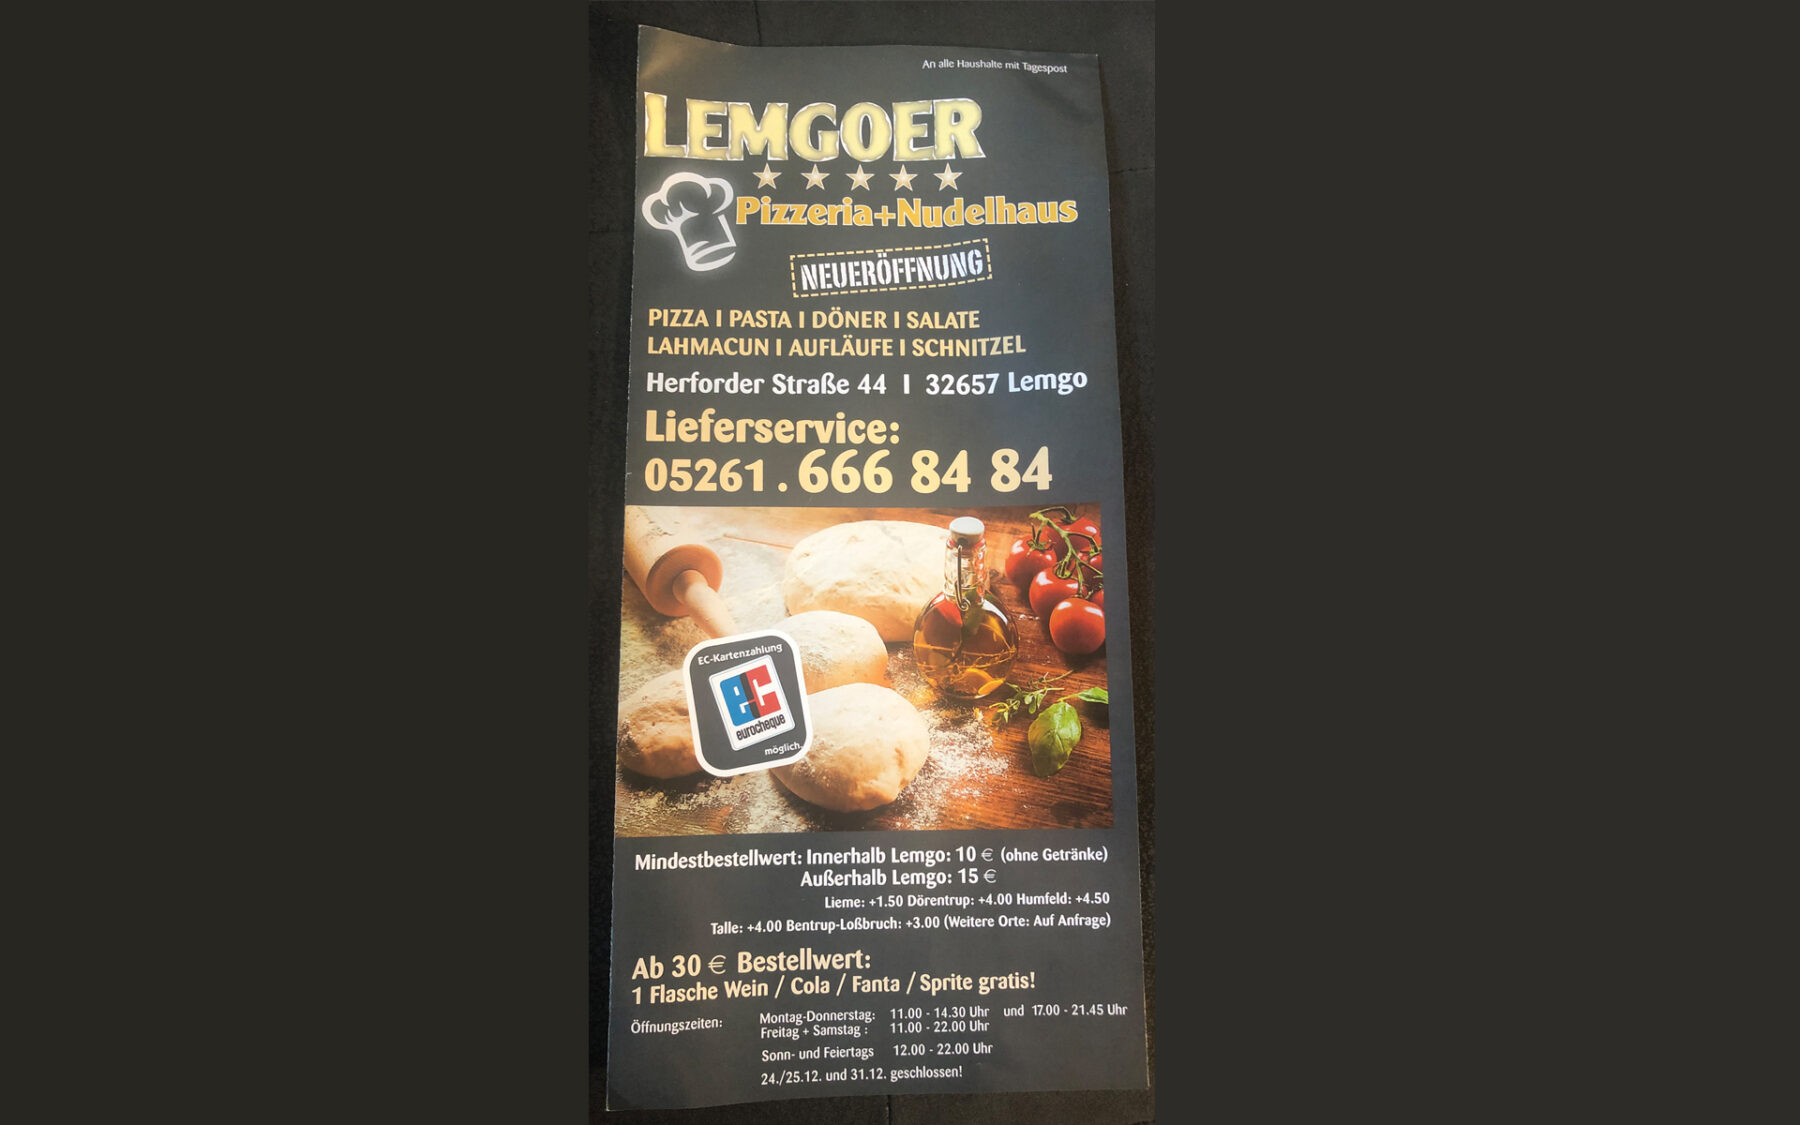 An alle Haushalte mit Tagespost
LEMGOER
Pizzeria+Nudelhaus
NEUERÖFFNUNG
PIZZA I PASTA I DÖNER I SALATE
LAHMACUN I AUFLÄUFE I SCHNITZEL
Herforder Straße 44 I 32657 Lemgo
Lieferservice:
05261 . 666 84 84
EC-Kartenzahlung
ec
eurocheque
möglich.
Mindestbestellwert: Innerhalb Lemgo: 10 € (ohne Getränke)
Außerhalb Lemgo: 15 €
Lieme: +1.50 Dörentrup: +4.00 Humfeld: +4.50
Talle: +4.00 Bentrup-Loßbruch: +3.00 (Weitere Orte: Auf Anfrage)
Ab 30 € Bestellwert:
1 Flasche Wein / Cola / Fanta / Sprite gratis!
Öffnungszeiten: Montag-Donnerstag: 11.00 - 14.30 Uhr und 17.00 - 21.45 Uhr
Freitag + Samstag : 11.00 - 22.00 Uhr
Sonn- und Feiertags 12.00 - 22.00 Uhr
24./25.12. und 31.12. geschlossen!